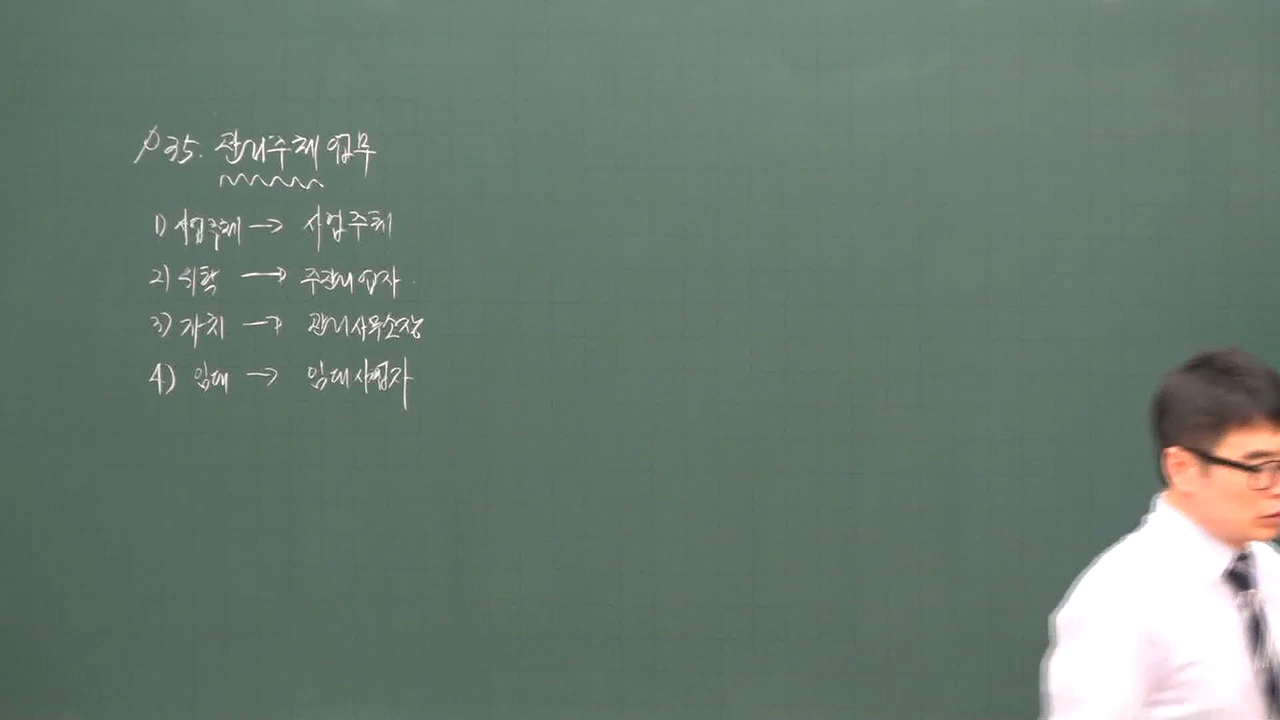 P35. 관리주체 업무
1) 사업주체 → 사업주체
2) 위탁 → 주관리업자
3) 자치 → 관리사무소장
4) 임대 → 임대사업자